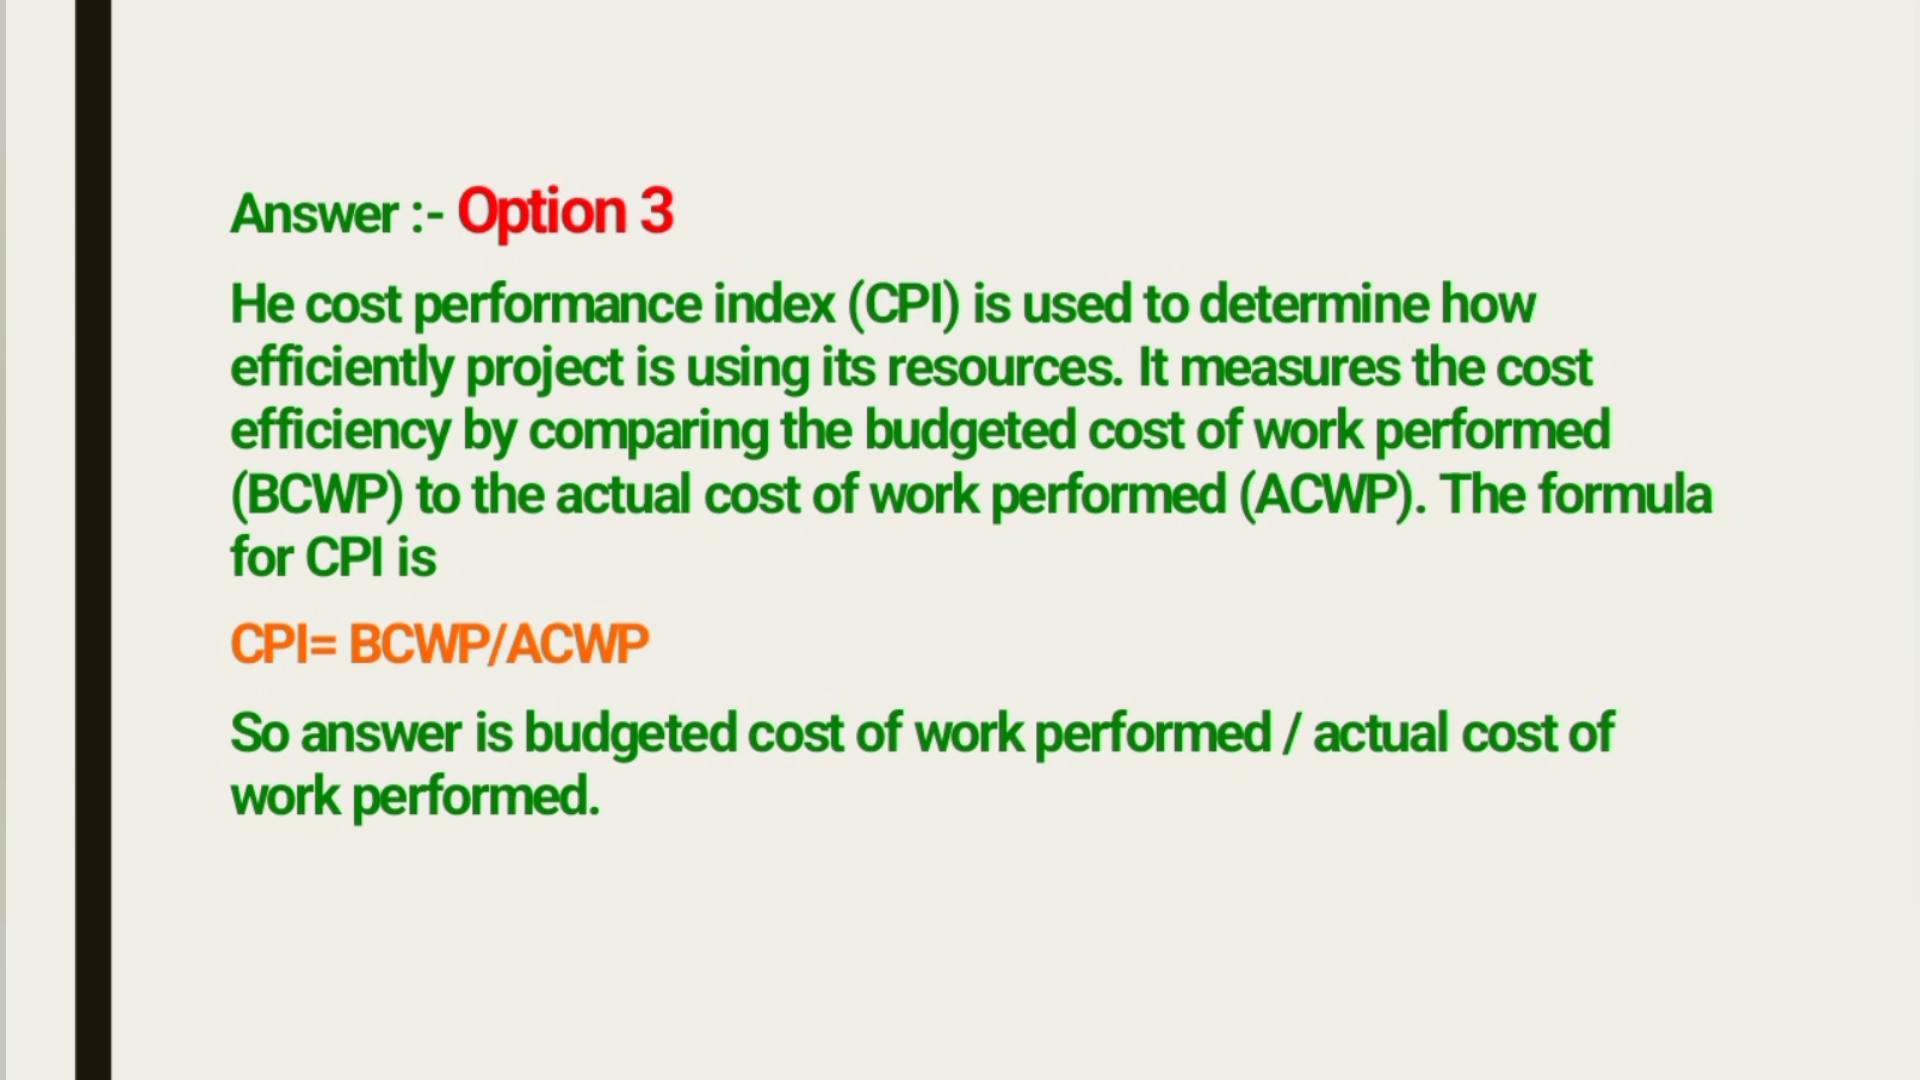 Answer :- Option 3
He cost performance index (CPI) is used to determine how
efficiently project is using its resources. It measures the cost
efficiency by comparing the budgeted cost of work performed
(BCWP) to the actual cost of work performed (ACWP). The formula
for CPI is
CPI= BCWP/ACWP
So answer is budgeted cost of work performed / actual cost of
work performed.